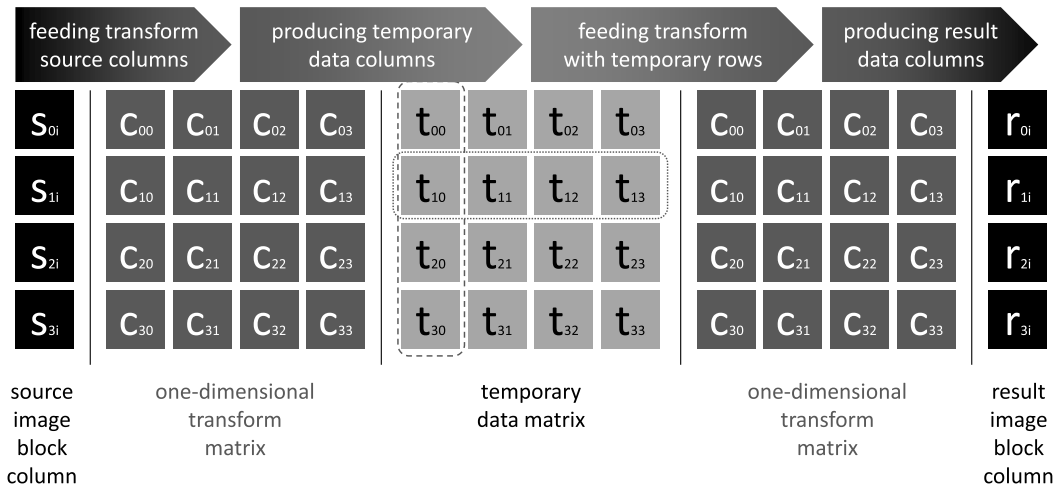 feeding transform
source columns
producing temporary
data columns
feeding transform
with temporary rows
producing result
data columns
s0i c00 c01 c02 c03 t00 t01 t02 t03 c00 c01 c02 c03 r0i
s1i c10 c11 c12 c13 t10 t11 t12 t13 c10 c11 c12 c13 r1i
s2i c20 c21 c22 c23 t20 t21 t22 t23 c20 c21 c22 c23 r2i
s3i c30 c31 c32 c33 t30 t31 t32 t33 c30 c31 c32 c33 r3i
source
image
block
column
one-dimensional
transform
matrix
temporary
data matrix
one-dimensional
transform
matrix
result
image
block
column